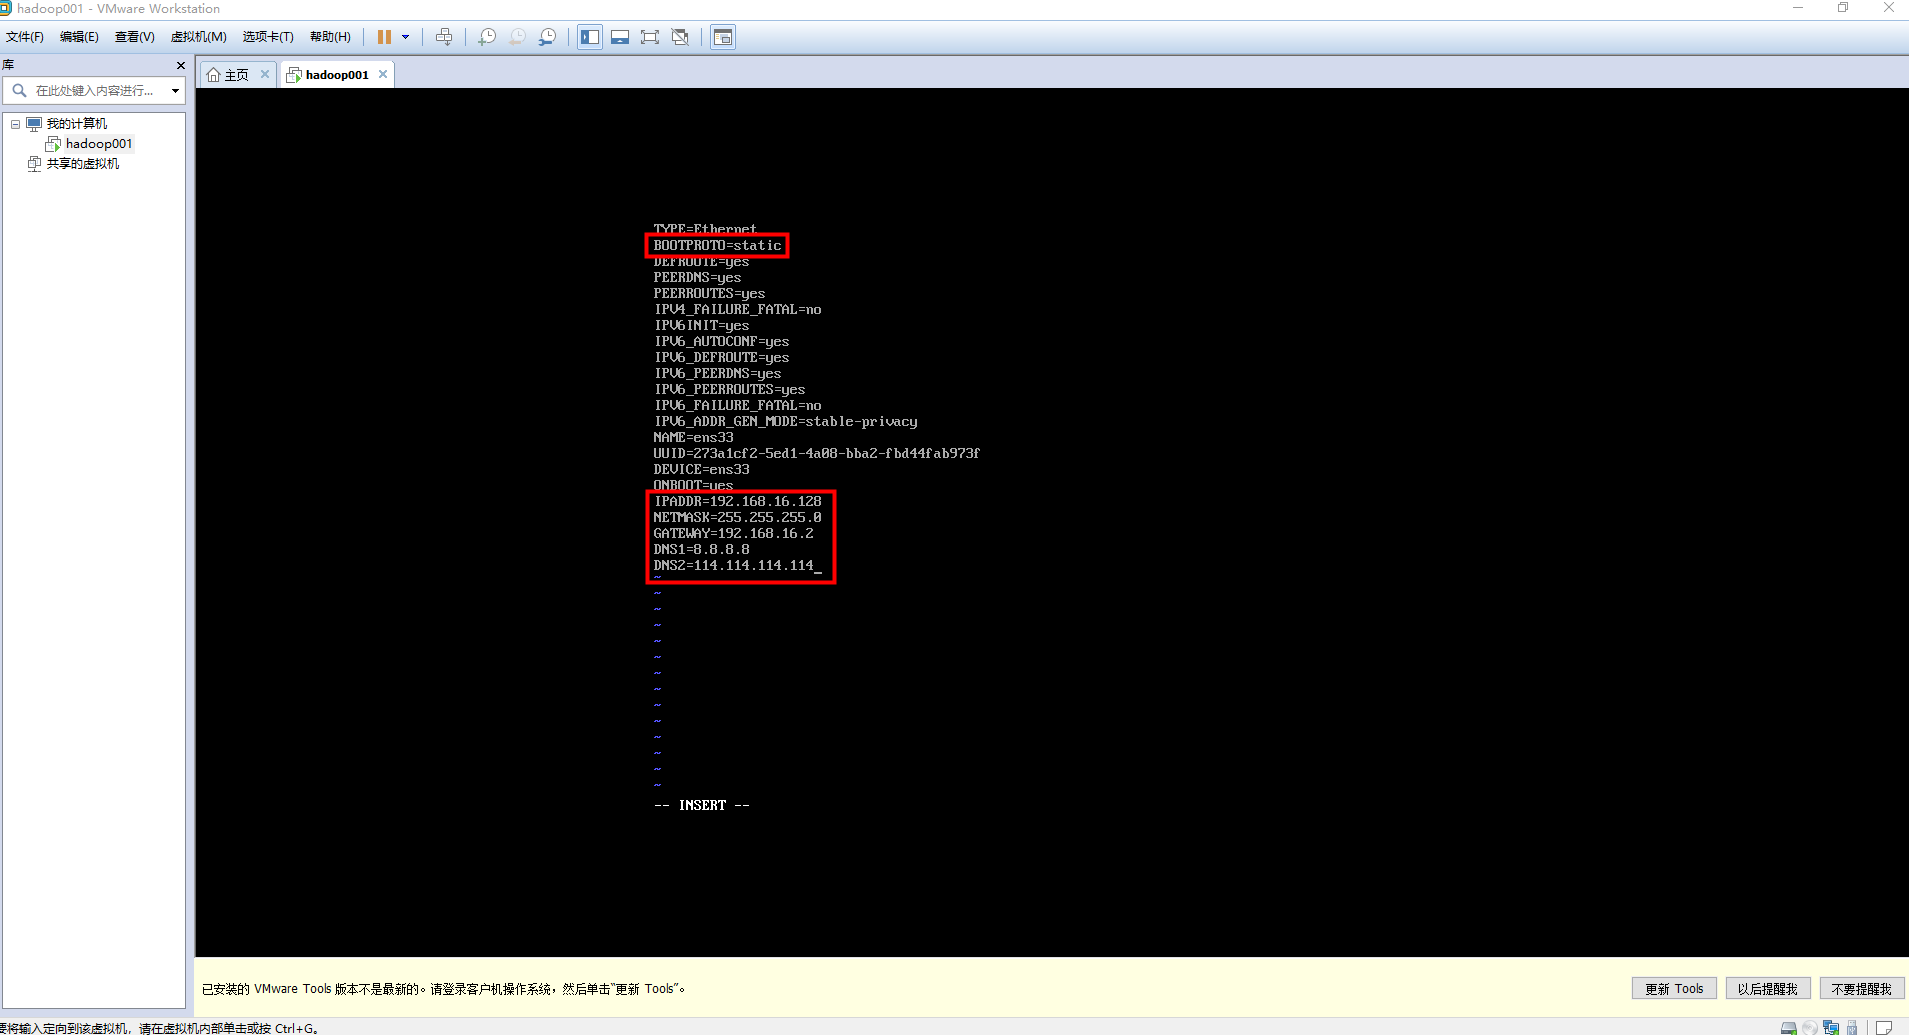 hadoop001 - VMware Workstation
文件(F) 编辑(E) 查看(V) 虚拟机(M) 选项卡(T) 帮助(H)
库
在此处键入内容进行...
我的计算机
hadoop001
共享的虚拟机
主页 hadoop001
TYPE=Ethernet
BOOTPROTO=static
DEFROUTE=yes
PEERDNS=yes
PEERROUTES=yes
IPV4_FAILURE_FATAL=no
IPV6INIT=yes
IPV6_AUTOCONF=yes
IPV6_DEFROUTE=yes
IPV6_PEERDNS=yes
IPV6_PEERROUTES=yes
IPV6_FAILURE_FATAL=no
IPV6_ADDR_GEN_MODE=stable-privacy
NAME=ens33
UUID=273a1cf2-5ed1-4a08-bba2-fbd44fab973f
DEVICE=ens33
ONBOOT=yes
IPADDR=192.168.16.128
NETMASK=255.255.255.0
GATEWAY=192.168.16.2
DNS1=8.8.8.8
DNS2=114.114.114.114_
~
~
~
~
~
~
~
~
~
~
~
~
~
~
-- INSERT --
已安装的 VMware Tools 版本不是最新的。请登录客户机操作系统，然后单击“更新 Tools”。
更新 Tools 以后提醒我 不要提醒我
要将输入定向到该虚拟机，请在虚拟机内部单击或按 Ctrl+G。